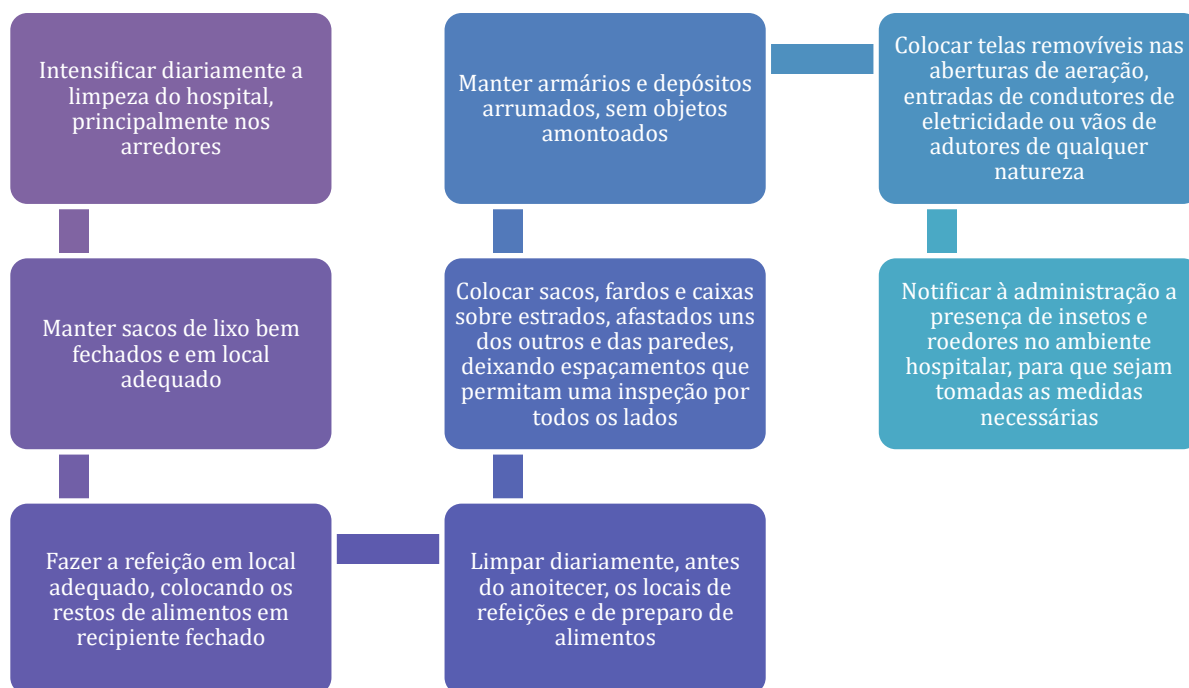 Intensificar diariamente a
limpeza do hospital,
principalmente nos
arredores
Manter sacos de lixo bem
fechados e em local
adequado
Fazer a refeição em local
adequado, colocando os
restos de alimentos em
recipiente fechado
Limpar diariamente, antes
do anoitecer, os locais de
refeições e de preparo de
alimentos
Colocar sacos, fardos e caixas
sobre estrados, afastados uns
dos outros e das paredes,
deixando espaçamentos que
permitam uma inspeção por
todos os lados
Manter armários e depósitos
arrumados, sem objetos
amontoados
Colocar telas removíveis nas
aberturas de aeração,
entradas de condutores de
eletricidade ou vãos de
adutores de qualquer
natureza
Notificar à administração a
presença de insetos e
roedores no ambiente
hospitalar, para que sejam
tomadas as medidas
necessárias